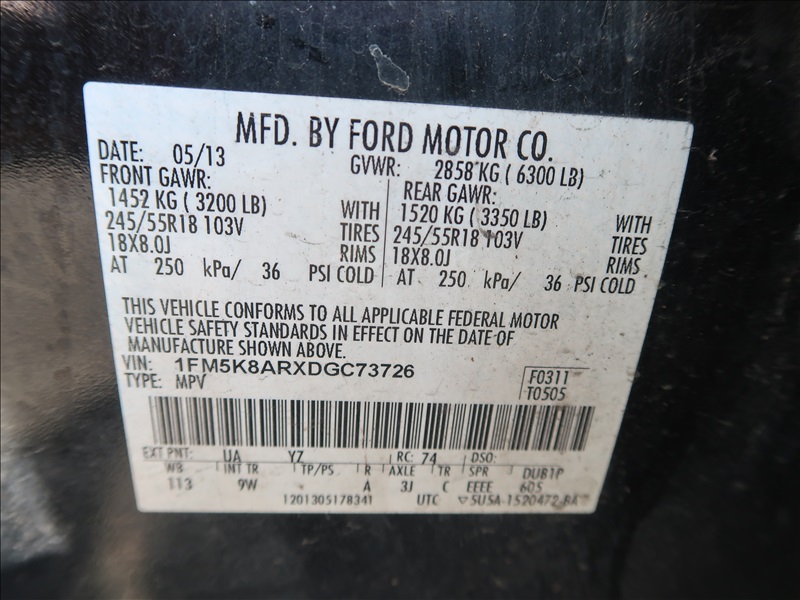 MFD. BY FORD MOTOR CO.
DATE: 05/13 GVWR: 2858 KG ( 6300 LB)
FRONT GAWR: REAR GAWR:
1452 KG ( 3200 LB) WITH 1520 KG ( 3350 LB) WITH
245/55R18 103V TIRES 245/55R18 103V TIRES
18X8.0J RIMS 18X8.0J RIMS
AT 250 kPa/ 36 PSI COLD AT 250 kPa/ 36 PSI COLD
THIS VEHICLE CONFORMS TO ALL APPLICABLE FEDERAL MOTOR
VEHICLE SAFETY STANDARDS IN EFFECT ON THE DATE OF
MANUFACTURE SHOWN ABOVE.
VIN: 1FM5K8ARXDGC73726
TYPE: MPV
F0311
T0505
EXT PNT: UA YZ RC: 74 DSO:
WB INT TR TP/PS R AXLE TR SPR DUB1P
113 9W A 3J C EEEE 605
1201305178341 UTC 5U5A-1520472-BA